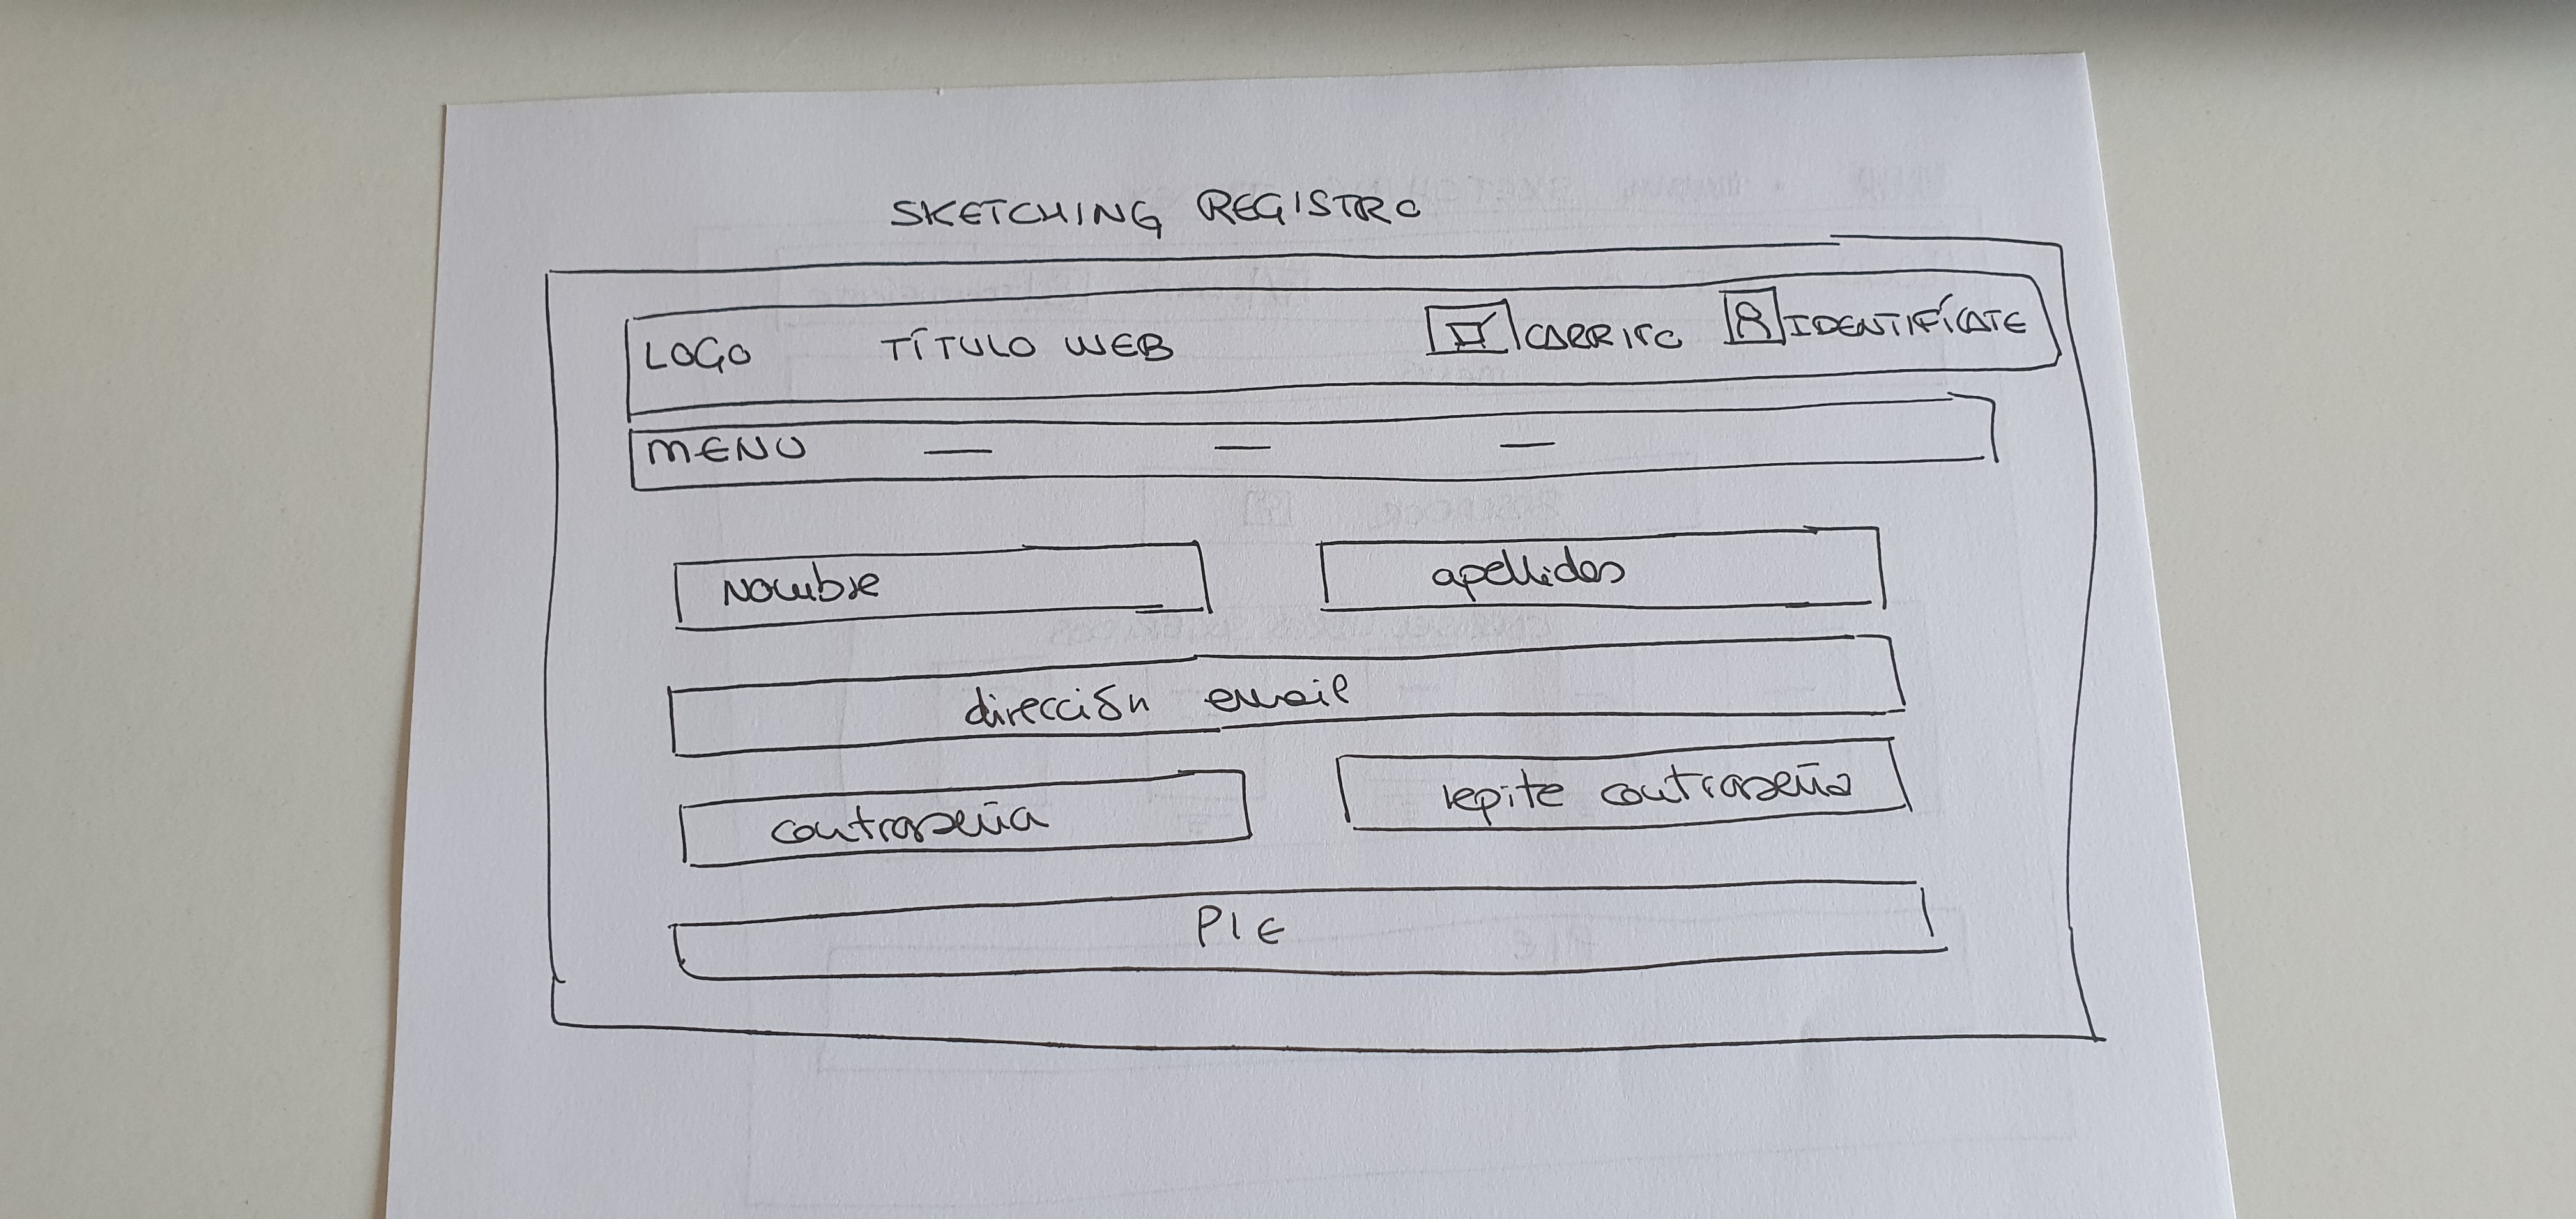 SKETCHING REGISTRO
LOGO TÍTULO WEB CARRITO IDENTIFÍCATE
MENU
Nombre apellidos
dirección email
contraseña repite contraseña
PIE